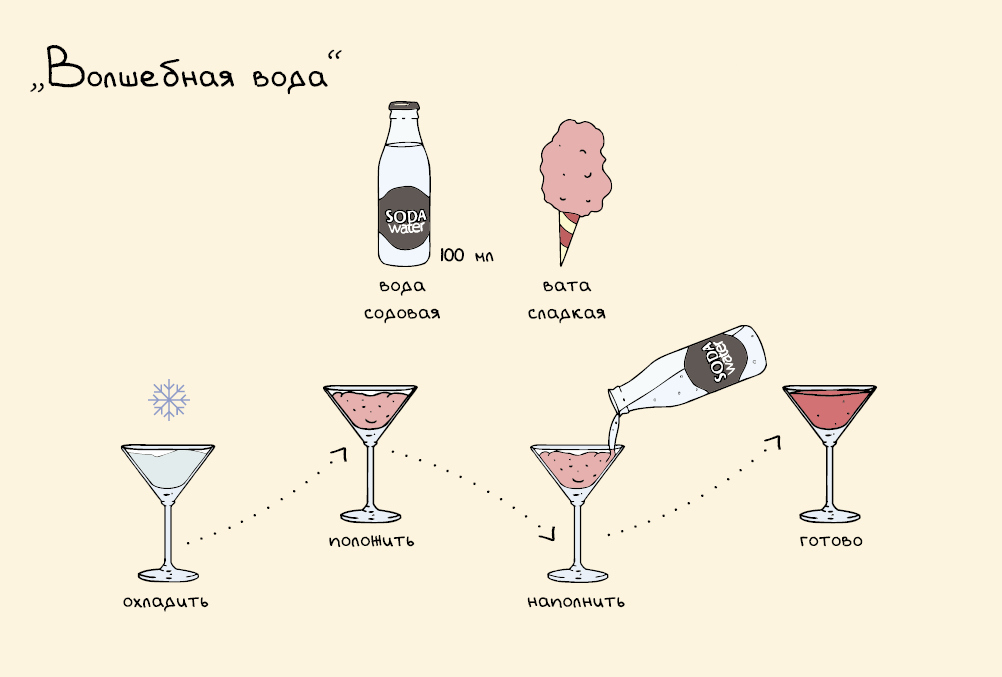 „Волшебная вода“
SODA
water
100 мл
вода
содовая
вата
сладкая
SODA
water
охладить
положить
наполнить
готово